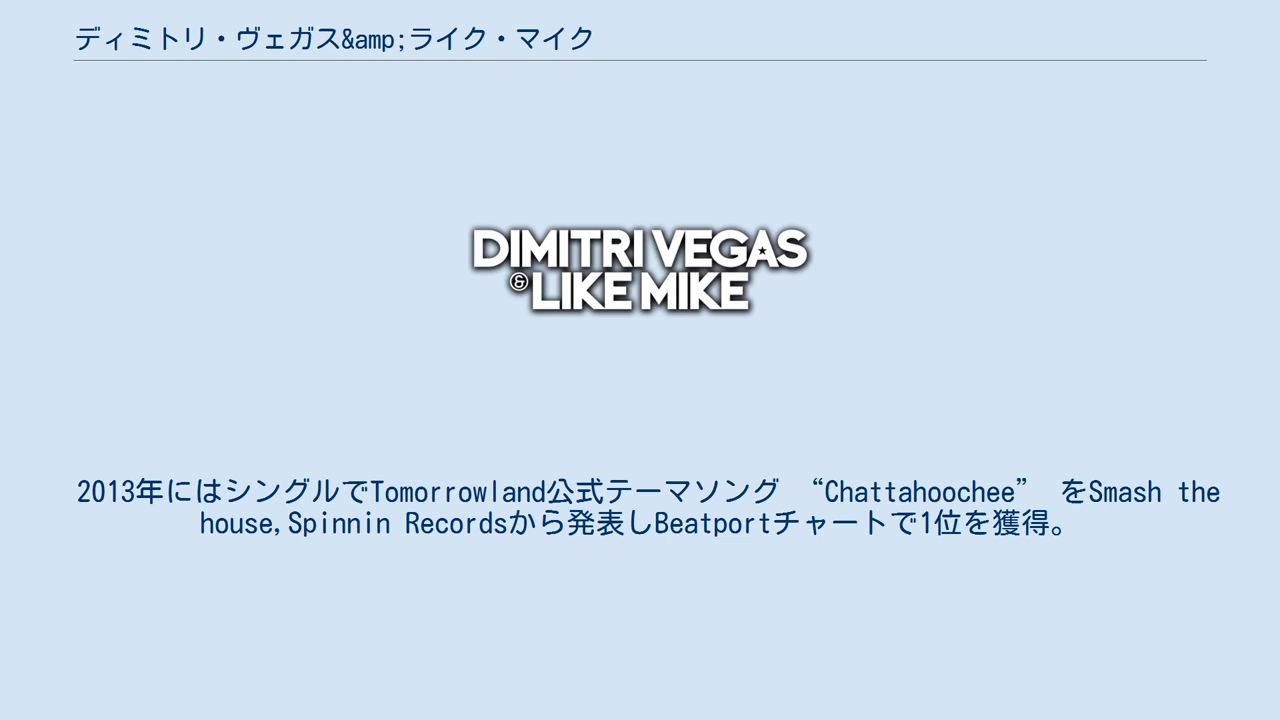 ディミトリ・ヴェガス&amp;ライク・マイク
DIMITRI VEGAS
& LIKE MIKE
2013年にはシングルでTomorrowland公式テーマソング “Chattahoochee” をSmash the
house,Spinnin Recordsから発表しBeatportチャートで1位を獲得。